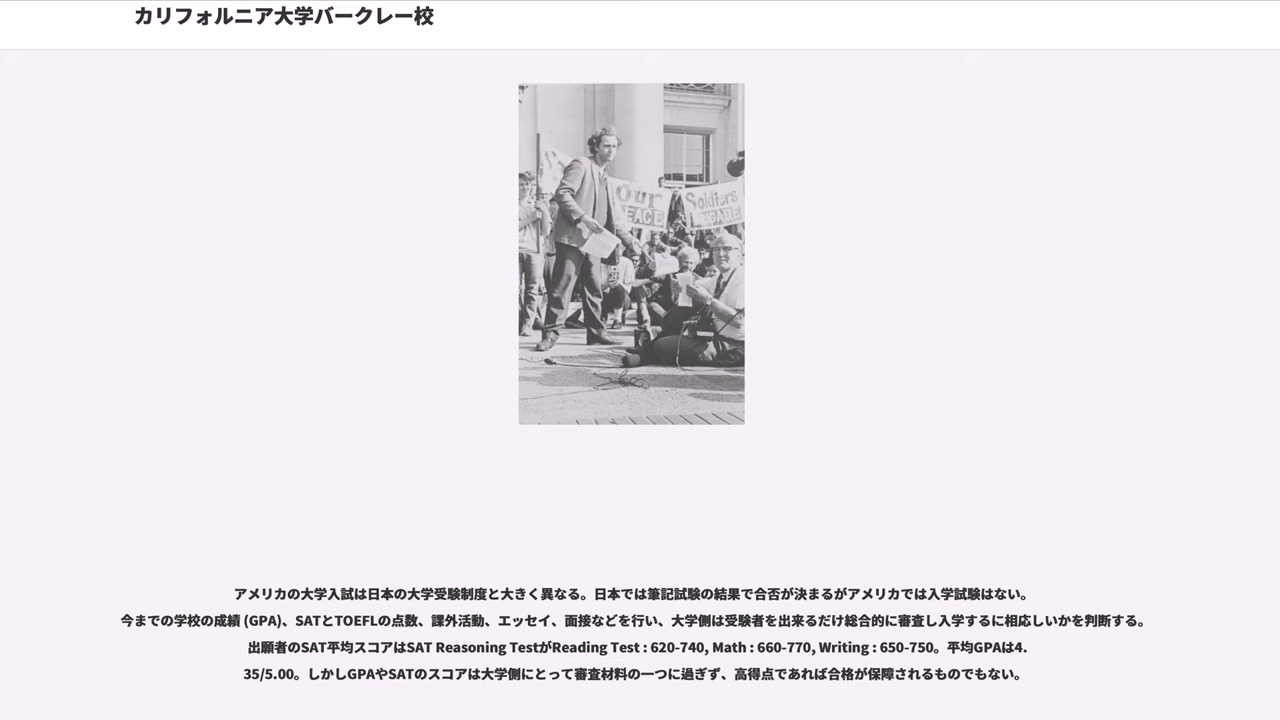 カリフォルニア大学バークレー校
Our Soldiers
PEACE BRIGADE
アメリカの大学入試は日本の大学受験制度と大きく異なる。日本では筆記試験の結果で合否が決まるがアメリカでは入学試験はない。
今までの学校の成績 (GPA)、SATとTOEFLの点数、課外活動、エッセイ、面接などを行い、大学側は受験者を出来るだけ総合的に審査し入学するに相応しいかを判断する。
出願者のSAT平均スコアはSAT Reasoning TestがReading Test : 620-740, Math : 660-770, Writing : 650-750。平均GPAは4.
35/5.00。しかしGPAやSATのスコアは大学側にとって審査材料の一つに過ぎず、高得点であれば合格が保障されるものでもない。